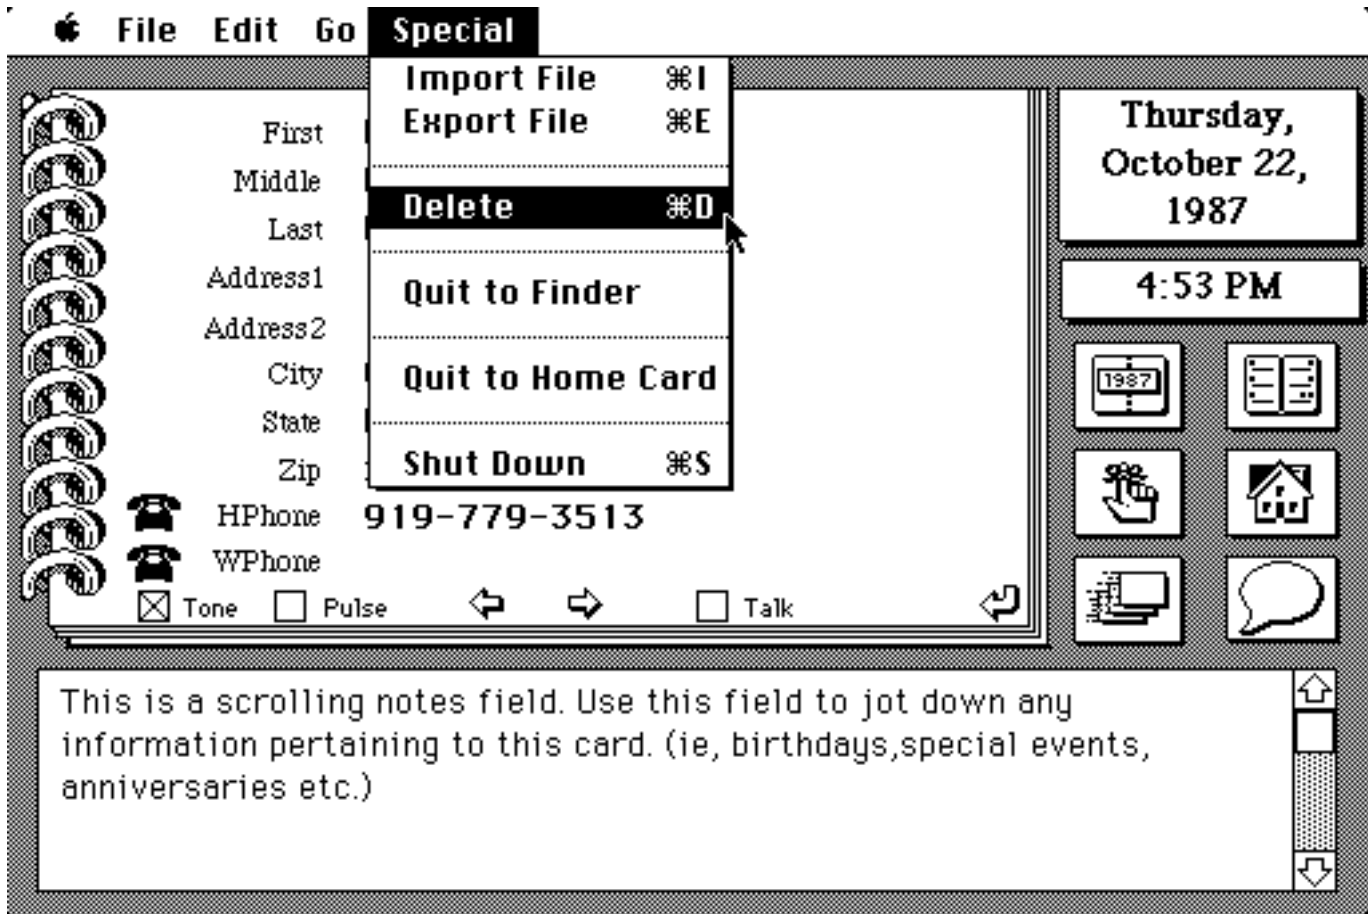 File Edit Go Special
Import File ⌘I
Export File ⌘E
Delete ⌘D
Quit to Finder
Quit to Home Card
Shut Down ⌘S
First
Middle
Last
Address1
Address2
City
State
Zip
HPhone 919-779-3513
WPhone
Tone Pulse Talk
Thursday,
October 22,
1987
4:53 PM
1987
This is a scrolling notes field. Use this field to jot down any
information pertaining to this card. (ie, birthdays,special events,
anniversaries etc.)